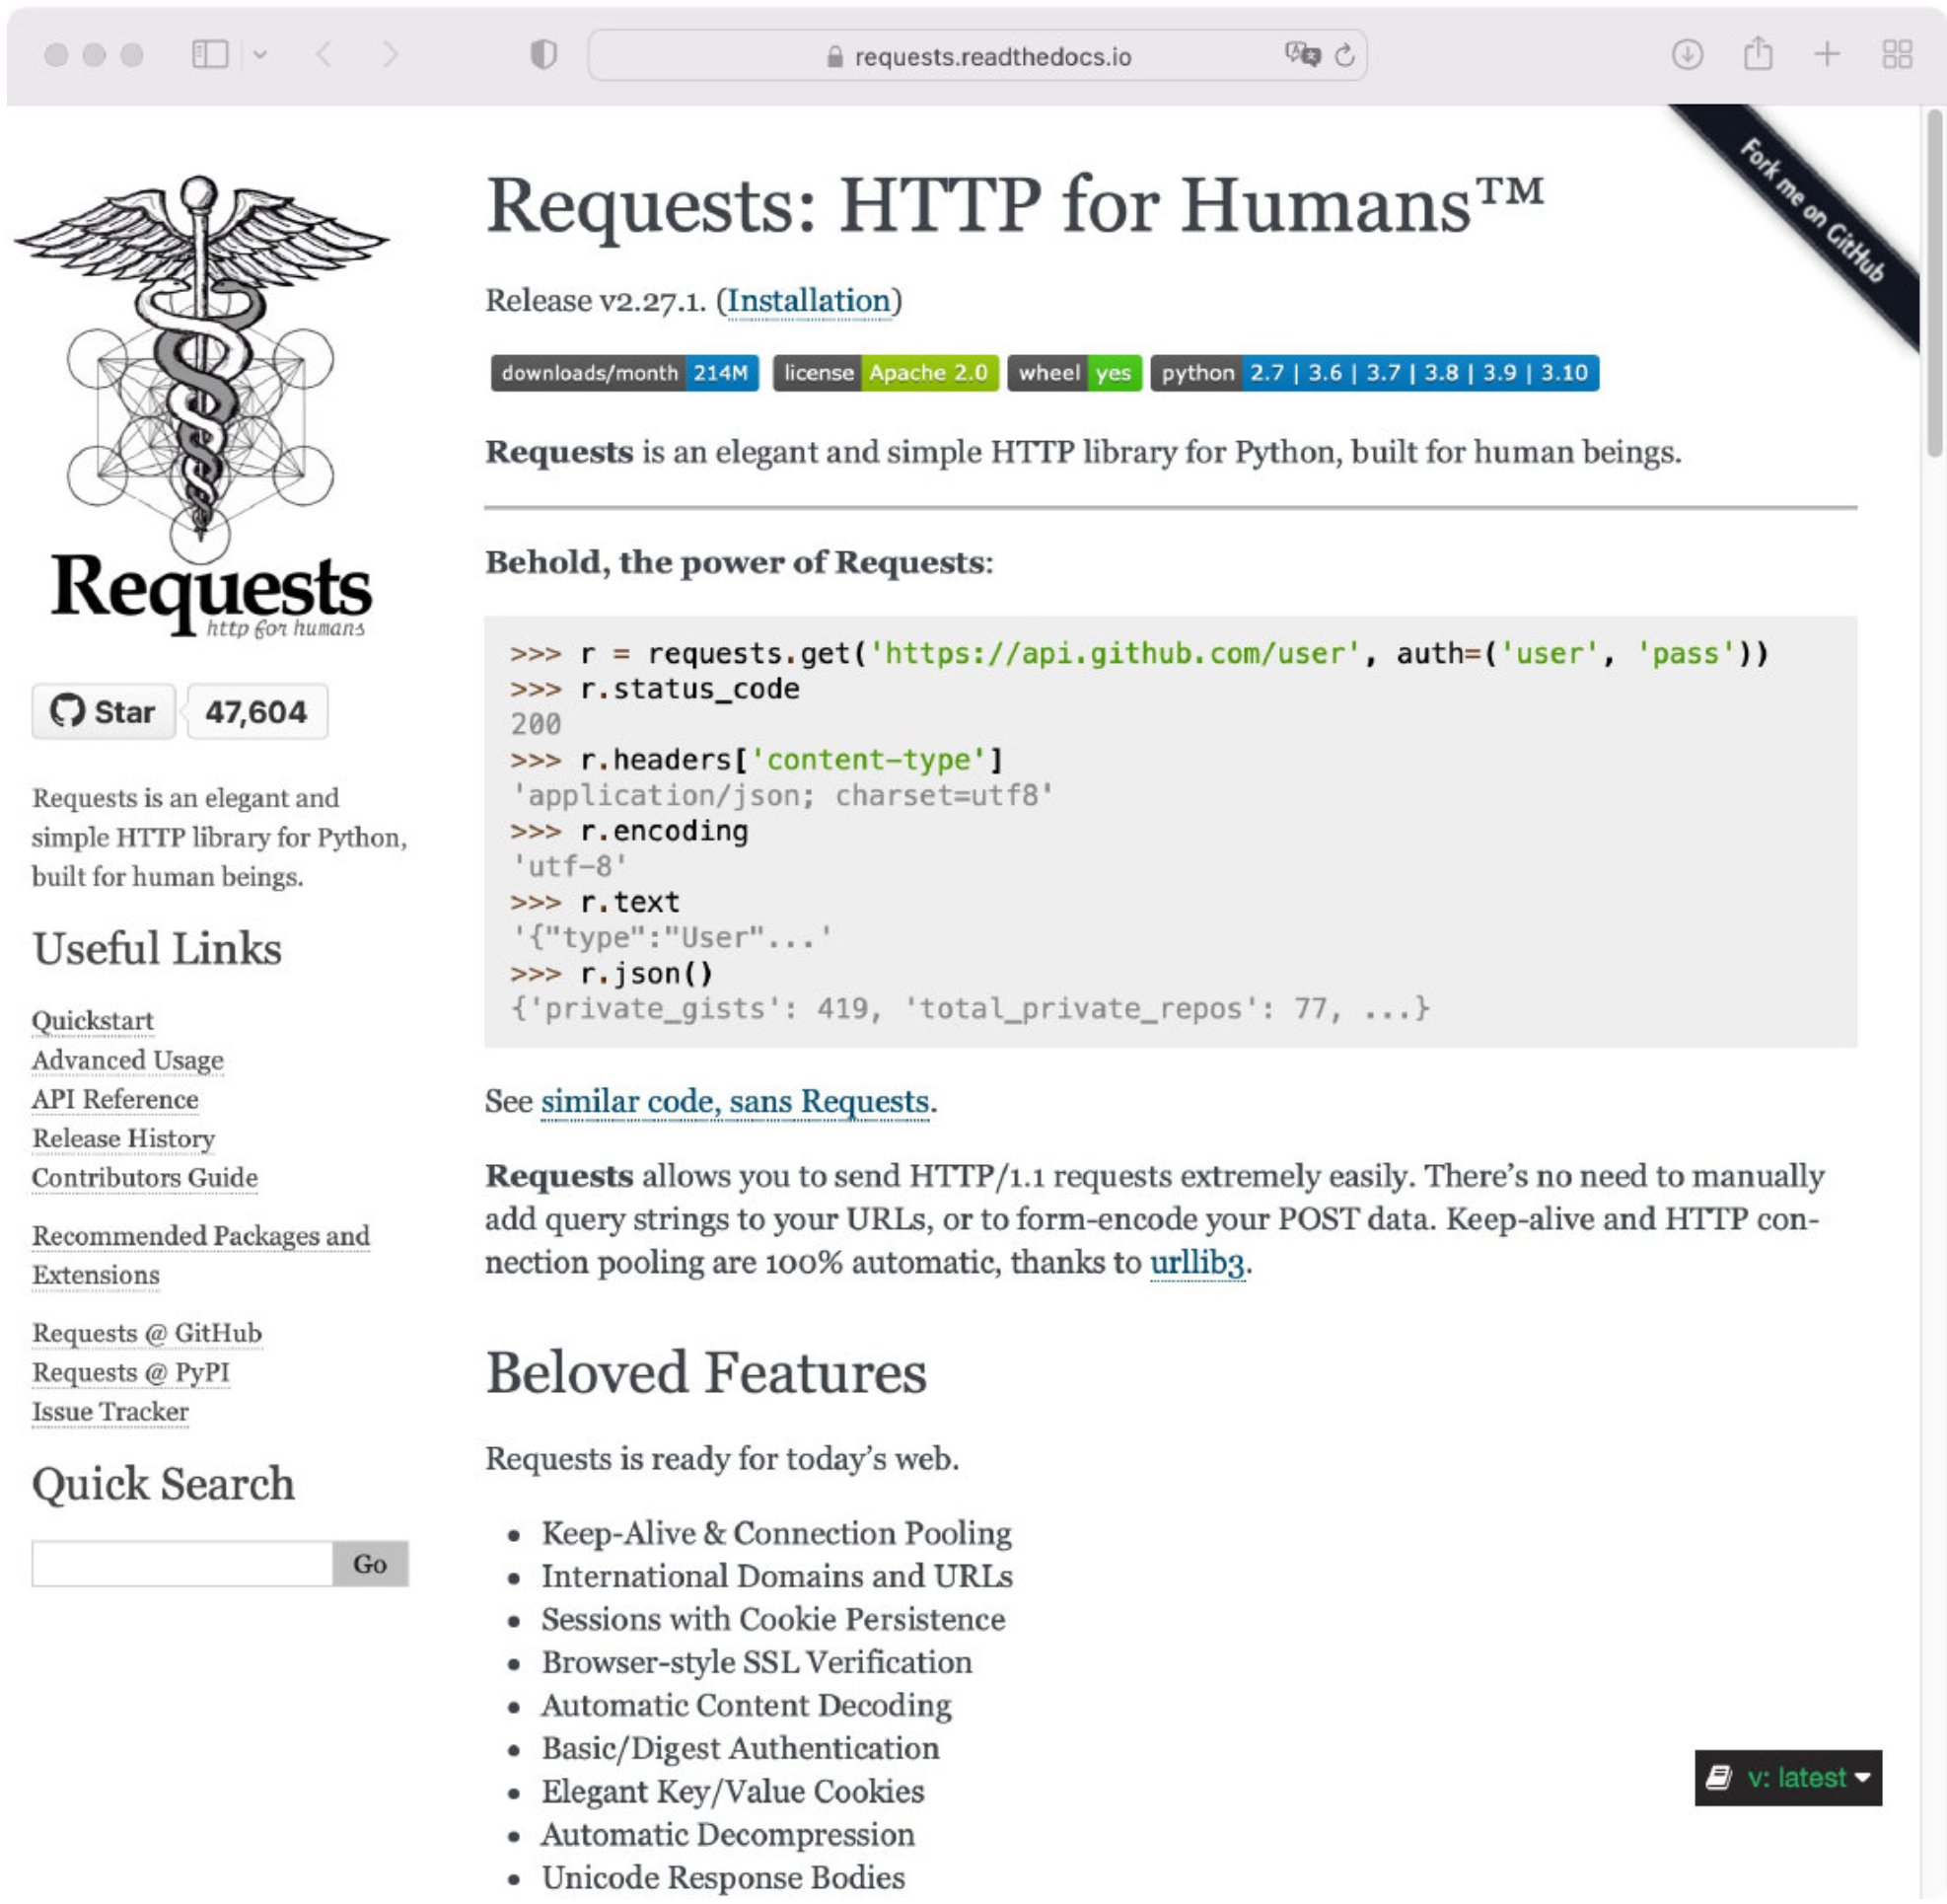 requests.readthedocs.io
Fork me on GitHub
Requests
http for humans
Star 47,604
Requests is an elegant and
simple HTTP library for Python,
built for human beings.
Useful Links
Quickstart
Advanced Usage
API Reference
Release History
Contributors Guide
Recommended Packages and
Extensions
Requests @ GitHub
Requests @ PyPI
Issue Tracker
Quick Search
Go
Requests: HTTP for Humans™
Release v2.27.1. (Installation)
downloads/month 214M license Apache 2.0 wheel yes python 2.7 | 3.6 | 3.7 | 3.8 | 3.9 | 3.10
Requests is an elegant and simple HTTP library for Python, built for human beings.
Behold, the power of Requests:
>>> r = requests.get('https://api.github.com/user', auth=('user', 'pass'))
>>> r.status_code
200
>>> r.headers['content-type']
'application/json; charset=utf8'
>>> r.encoding
'utf-8'
>>> r.text
'{"type":"User"...'
>>> r.json()
{'private_gists': 419, 'total_private_repos': 77, ...}
See similar code, sans Requests.
Requests allows you to send HTTP/1.1 requests extremely easily. There’s no need to manually
add query strings to your URLs, or to form-encode your POST data. Keep-alive and HTTP con-
nection pooling are 100% automatic, thanks to urllib3.
Beloved Features
Requests is ready for today’s web.
• Keep-Alive & Connection Pooling
• International Domains and URLs
• Sessions with Cookie Persistence
• Browser-style SSL Verification
• Automatic Content Decoding
• Basic/Digest Authentication
• Elegant Key/Value Cookies
• Automatic Decompression
• Unicode Response Bodies
v: latest